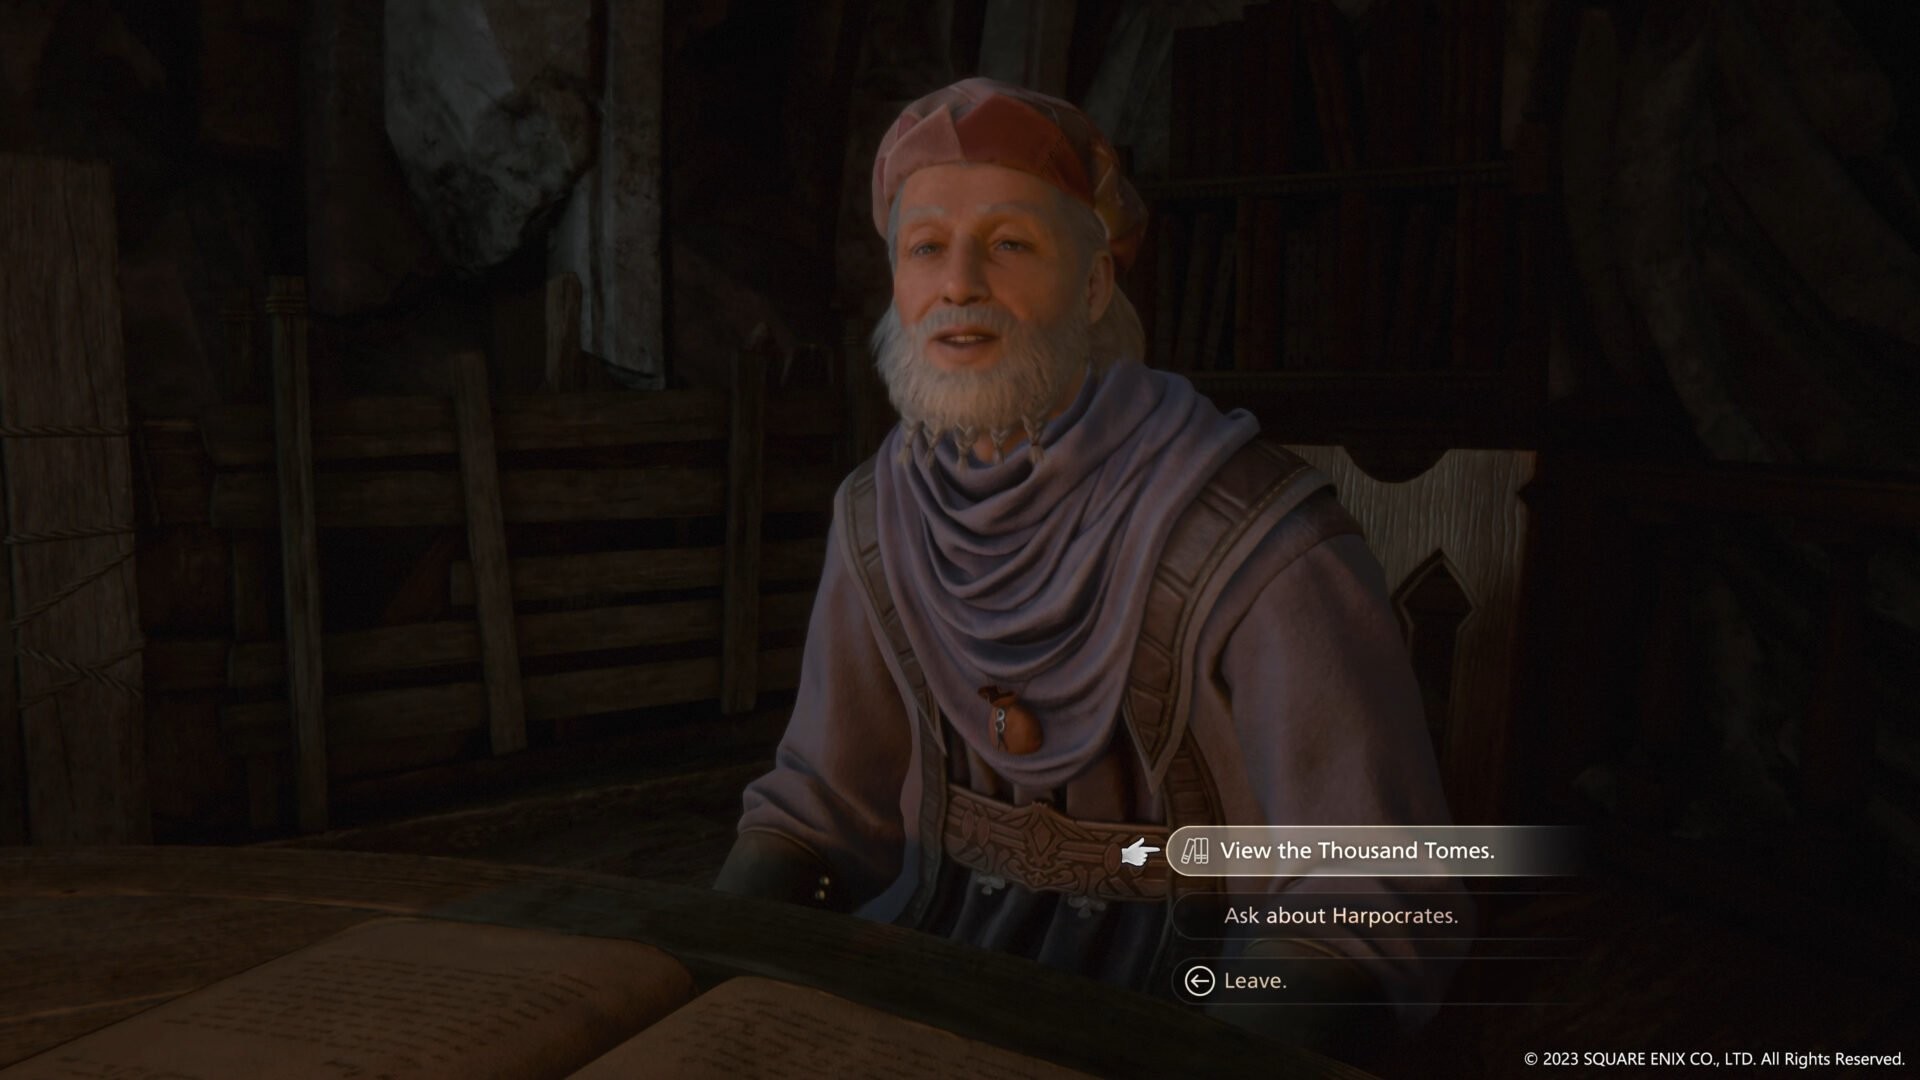 View the Thousand Tomes.
Ask about Harpocrates.
Leave.
© 2023 SQUARE ENIX CO., LTD. All Rights Reserved.